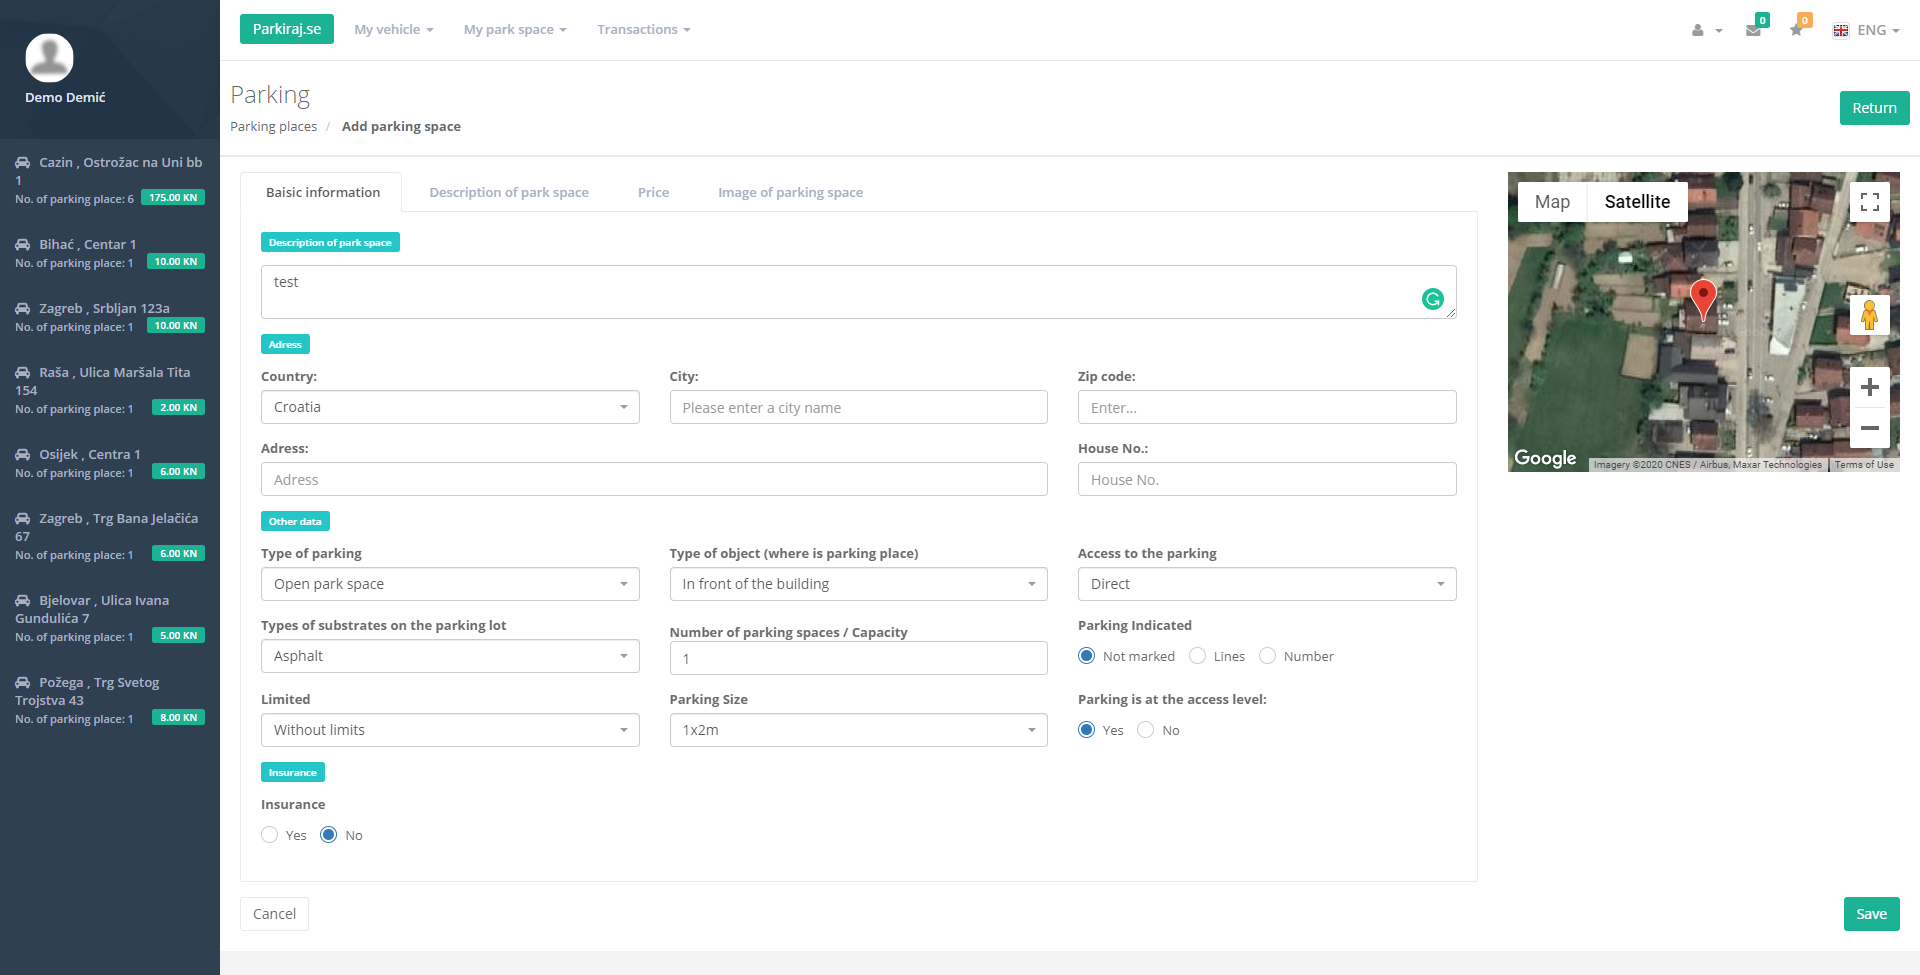 Demo Demić
Cazin , Ostrožac na Uni bb
1
No. of parking place: 6 175.00 KN
Bihać , Centar 1
No. of parking place: 1 10.00 KN
Zagreb , Srbljan 123a
No. of parking place: 1 10.00 KN
Raša , Ulica Maršala Tita
154
No. of parking place: 1 2.00 KN
Osijek , Centra 1
No. of parking place: 1 6.00 KN
Zagreb , Trg Bana Jelačića
67
No. of parking place: 1 6.00 KN
Bjelovar , Ulica Ivana
Gundulića 7
No. of parking place: 1 5.00 KN
Požega , Trg Svetog
Trojstva 43
No. of parking place: 1 8.00 KN
Parkiraj.se My vehicle My park space Transactions 0 0 ENG
Parking
Parking places / Add parking space
Return
Baisic information Description of park space Price Image of parking space
Description of park space
test
Adress
Country: City: Zip code:
Croatia Please enter a city name Enter...
Adress: House No.:
Adress House No.
Other data
Type of parking Type of object (where is parking place) Access to the parking
Open park space In front of the building Direct
Types of substrates on the parking lot Number of parking spaces / Capacity Parking Indicated
Asphalt 1 Not marked Lines Number
Limited Parking Size Parking is at the access level:
Without limits 1x2m Yes No
Insurance
Insurance
Yes No
Cancel Save
Map Satellite
Google Imagery ©2020 CNES / Airbus, Maxar Technologies Terms of Use